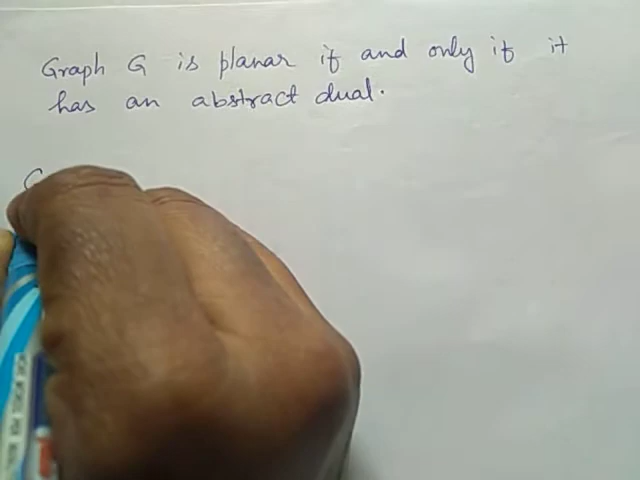 Graph G is planar if and only if it
has an abstract dual.